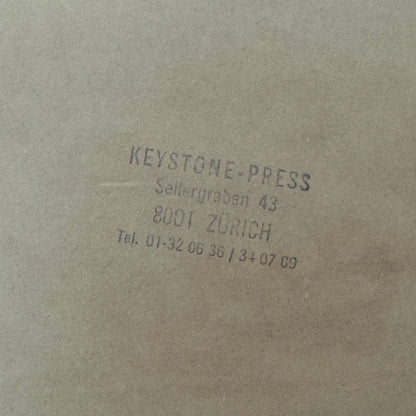 KEYSTONE-PRESS
Seilergraben 43
8001 ZÜRICH
Tel. 01-32 06 36 / 34 07 09